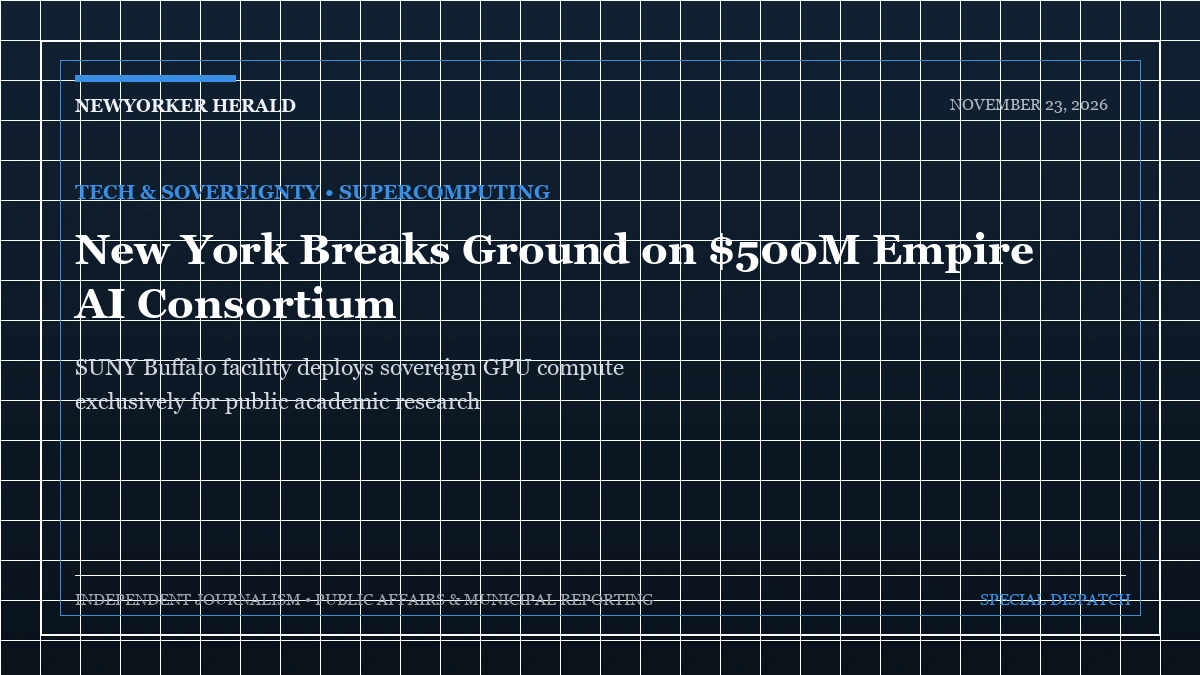 NEWYORKER HERALD
NOVEMBER 23, 2026
TECH & SOVEREIGNTY • SUPERCOMPUTING
New York Breaks Ground on $500M Empire
AI Consortium
SUNY Buffalo facility deploys sovereign GPU compute
exclusively for public academic research
INDEPENDENT JOURNALISM • PUBLIC AFFAIRS & MUNICIPAL REPORTING
SPECIAL DISPATCH